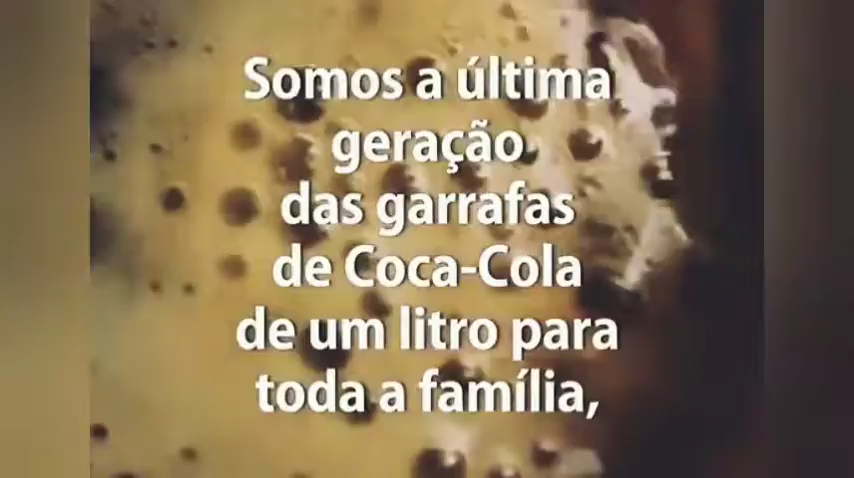 Somos a última
geração
das garrafas
de Coca-Cola
de um litro para
toda a família,